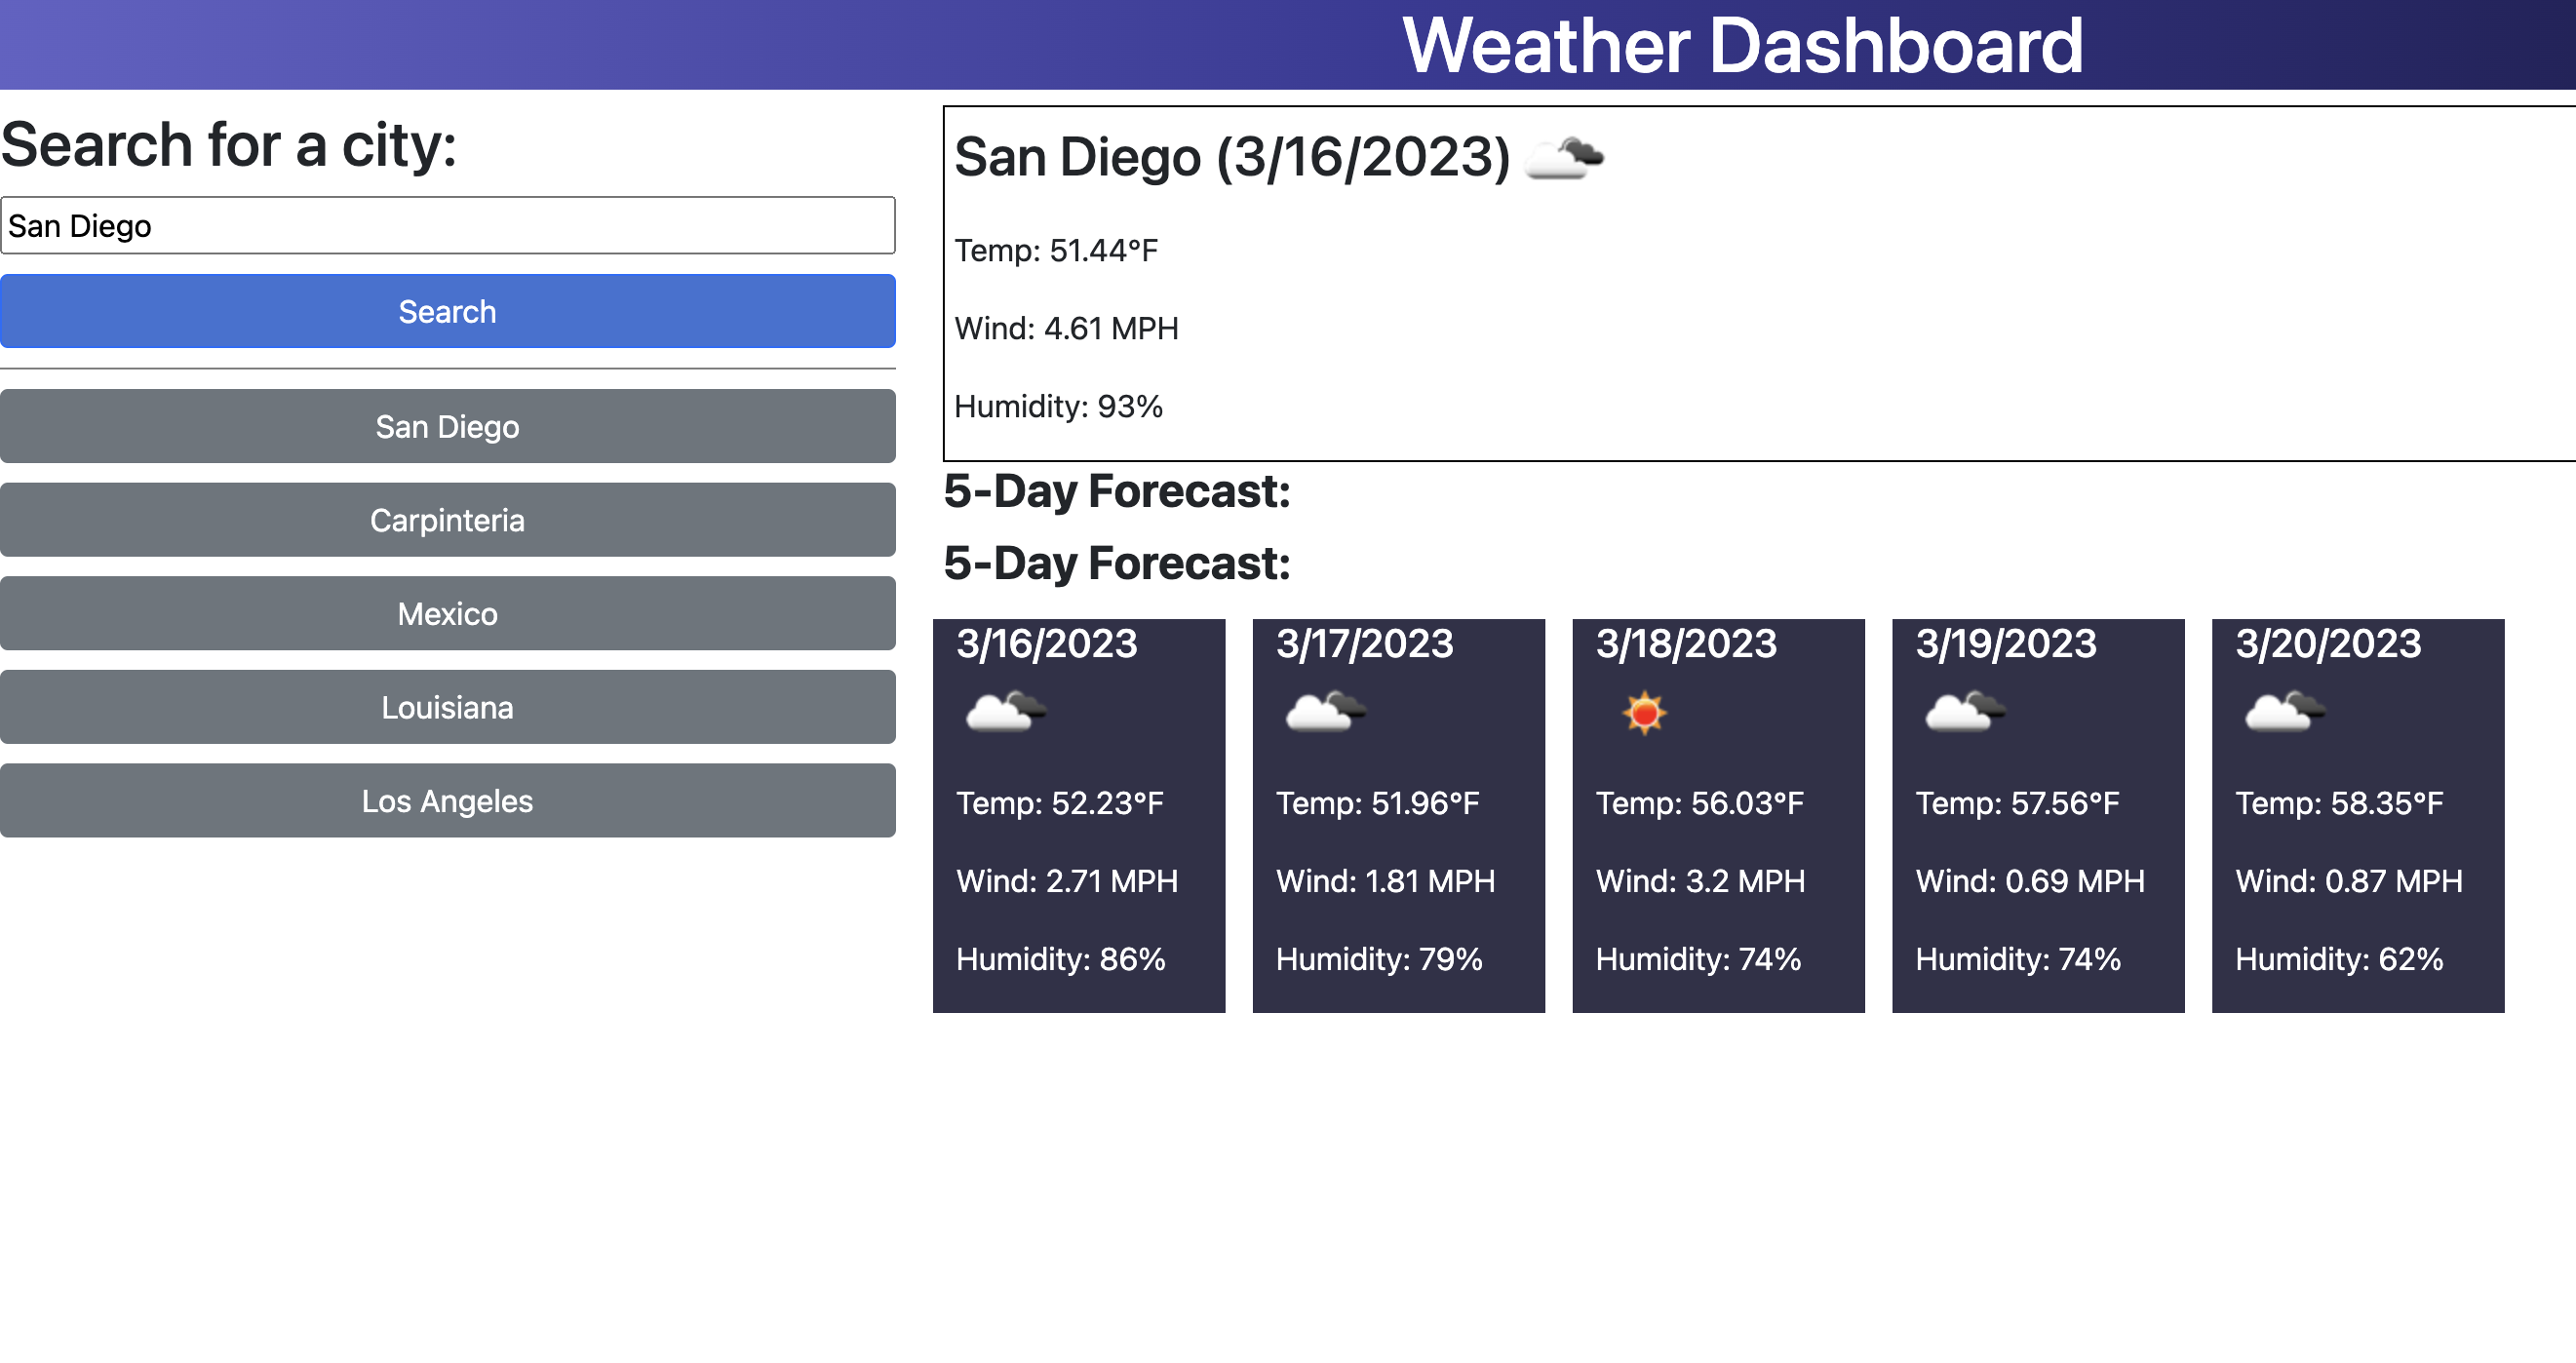 Weather Dashboard
Search for a city:
San Diego
Search
San Diego
Carpinteria
Mexico
Louisiana
Los Angeles
San Diego (3/16/2023)
Temp: 51.44°F
Wind: 4.61 MPH
Humidity: 93%
5-Day Forecast:
5-Day Forecast:
3/16/2023
Temp: 52.23°F
Wind: 2.71 MPH
Humidity: 86%
3/17/2023
Temp: 51.96°F
Wind: 1.81 MPH
Humidity: 79%
3/18/2023
Temp: 56.03°F
Wind: 3.2 MPH
Humidity: 74%
3/19/2023
Temp: 57.56°F
Wind: 0.69 MPH
Humidity: 74%
3/20/2023
Temp: 58.35°F
Wind: 0.87 MPH
Humidity: 62%